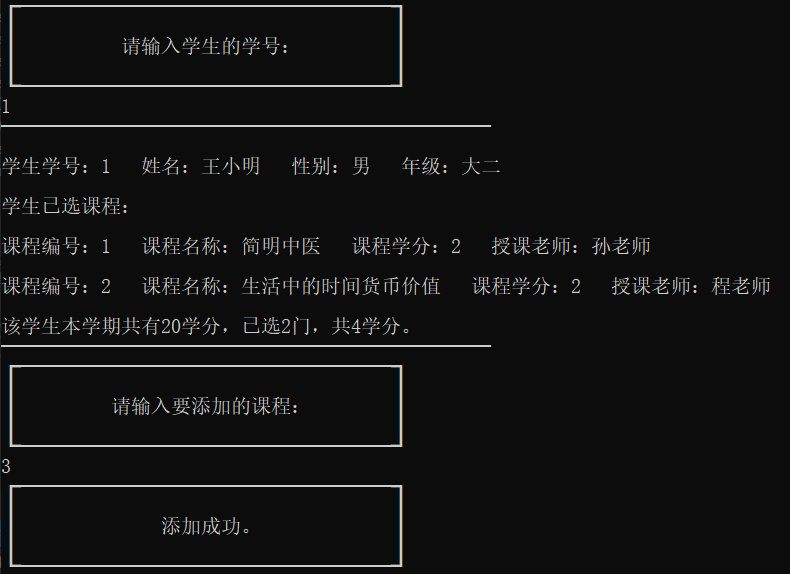 请输入学生的学号：
1
学生学号：1   姓名：王小明   性别：男   年级：大二
学生已选课程：
课程编号：1   课程名称：简明中医   课程学分：2   授课老师：孙老师
课程编号：2   课程名称：生活中的时间货币价值   课程学分：2   授课老师：程老师
该学生本学期共有20学分，已选2门，共4学分。
请输入要添加的课程：
3
添加成功。